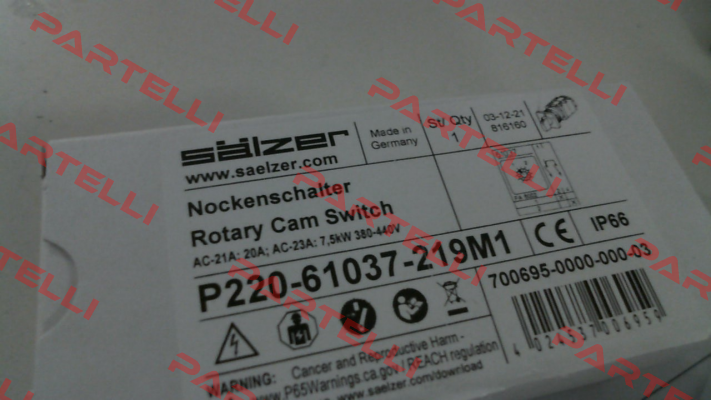 sälzer
www.saelzer.com
Made in
Germany
St/ Qty
1
03-12-21
816160
Nockenschalter
Rotary Cam Switch
AC-21A: 20A; AC-23A: 7,5kW 380-440V
P220-61037-219M1
CE
IP66
700695-0000-000-03
WARNING: Cancer and Reproductive Harm -
www.P65Warnings.ca.gov / REACH regulation
www.saelzer.com/download
PARTELLI
PARTELLI
PARTELLI
PARTELLI
PARTELLI
PARTELLI
PARTELLI